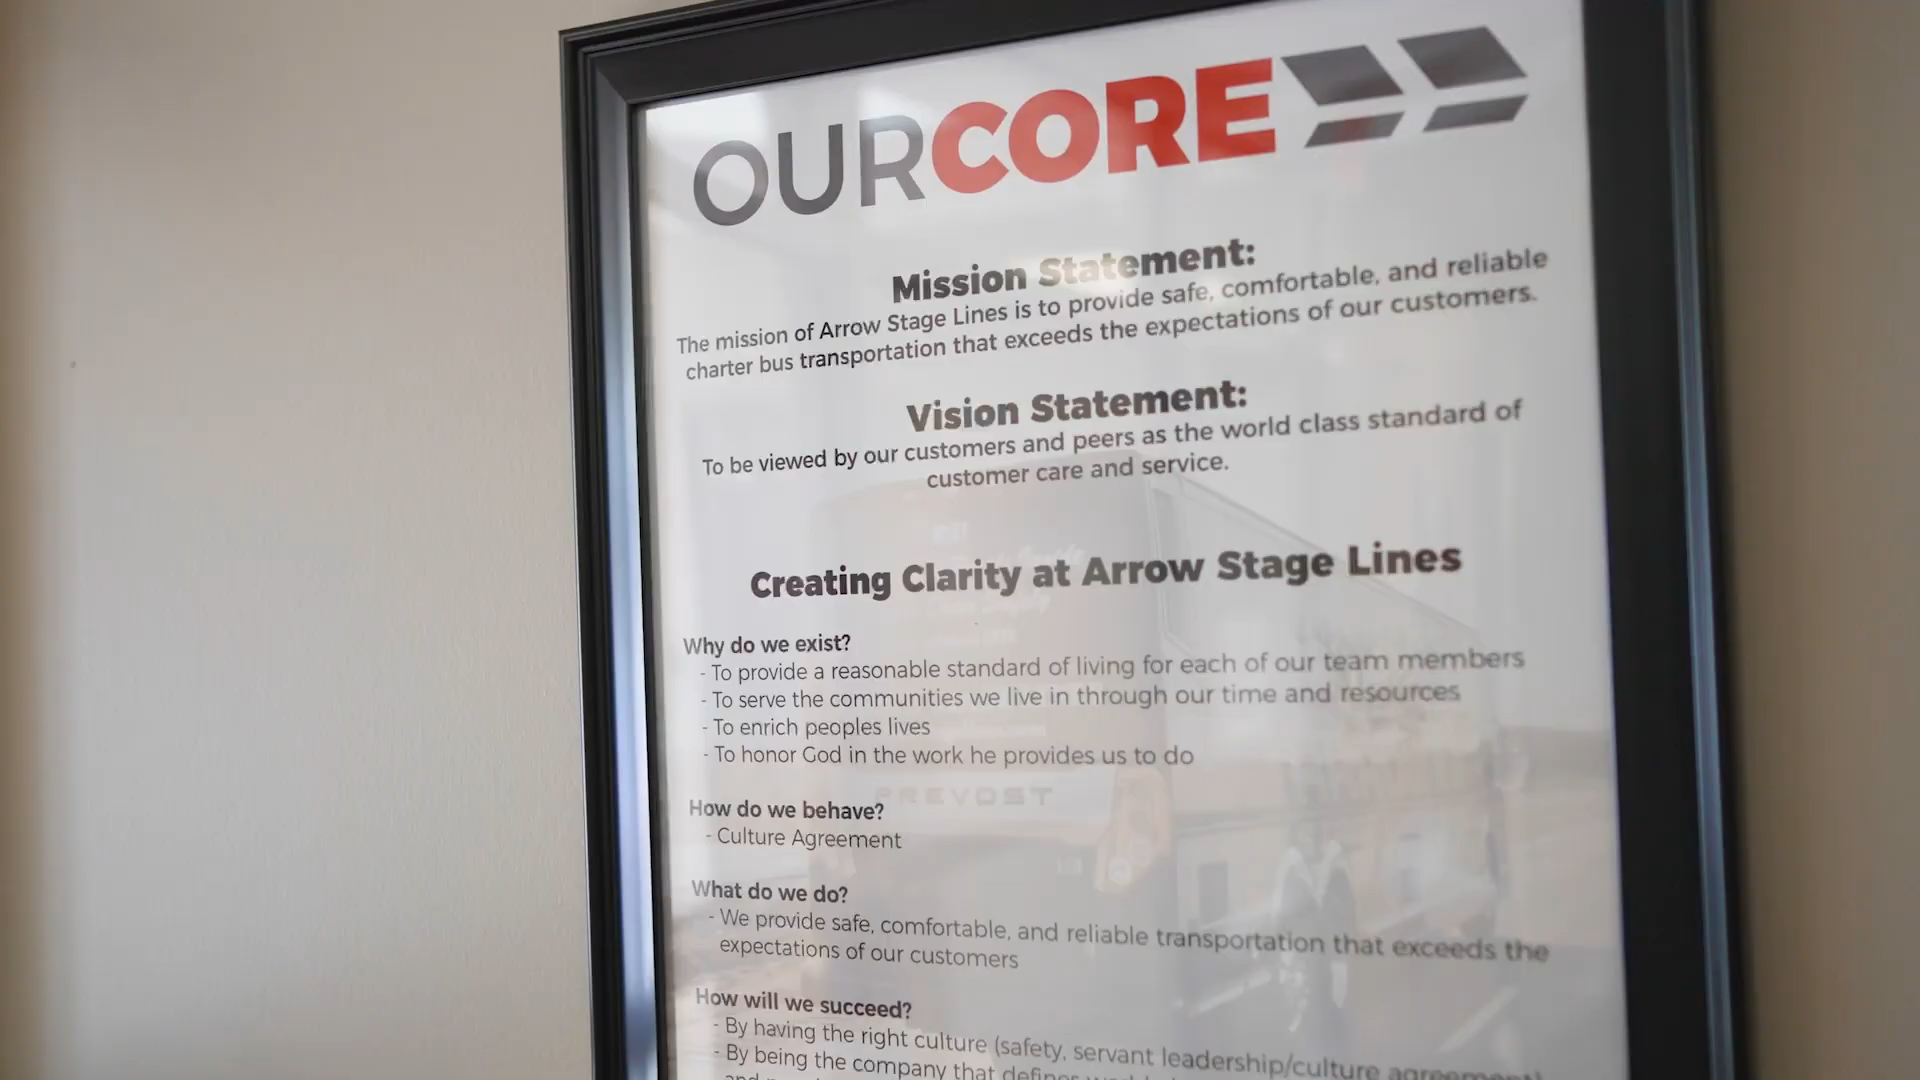 OURCORE
Mission Statement:
The mission of Arrow Stage Lines is to provide safe, comfortable, and reliable
charter bus transportation that exceeds the expectations of our customers.
Vision Statement:
To be viewed by our customers and peers as the world class standard of
customer care and service.
Creating Clarity at Arrow Stage Lines
Why do we exist?
- To provide a reasonable standard of living for each of our team members
- To serve the communities we live in through our time and resources
- To enrich peoples lives
- To honor God in the work he provides us to do
PREVOST
How do we behave?
- Culture Agreement
What do we do?
- We provide safe, comfortable, and reliable transportation that exceeds the
expectations of our customers
How will we succeed?
- By having the right culture (safety, servant leadership/culture agreement)
- By being the company that defines